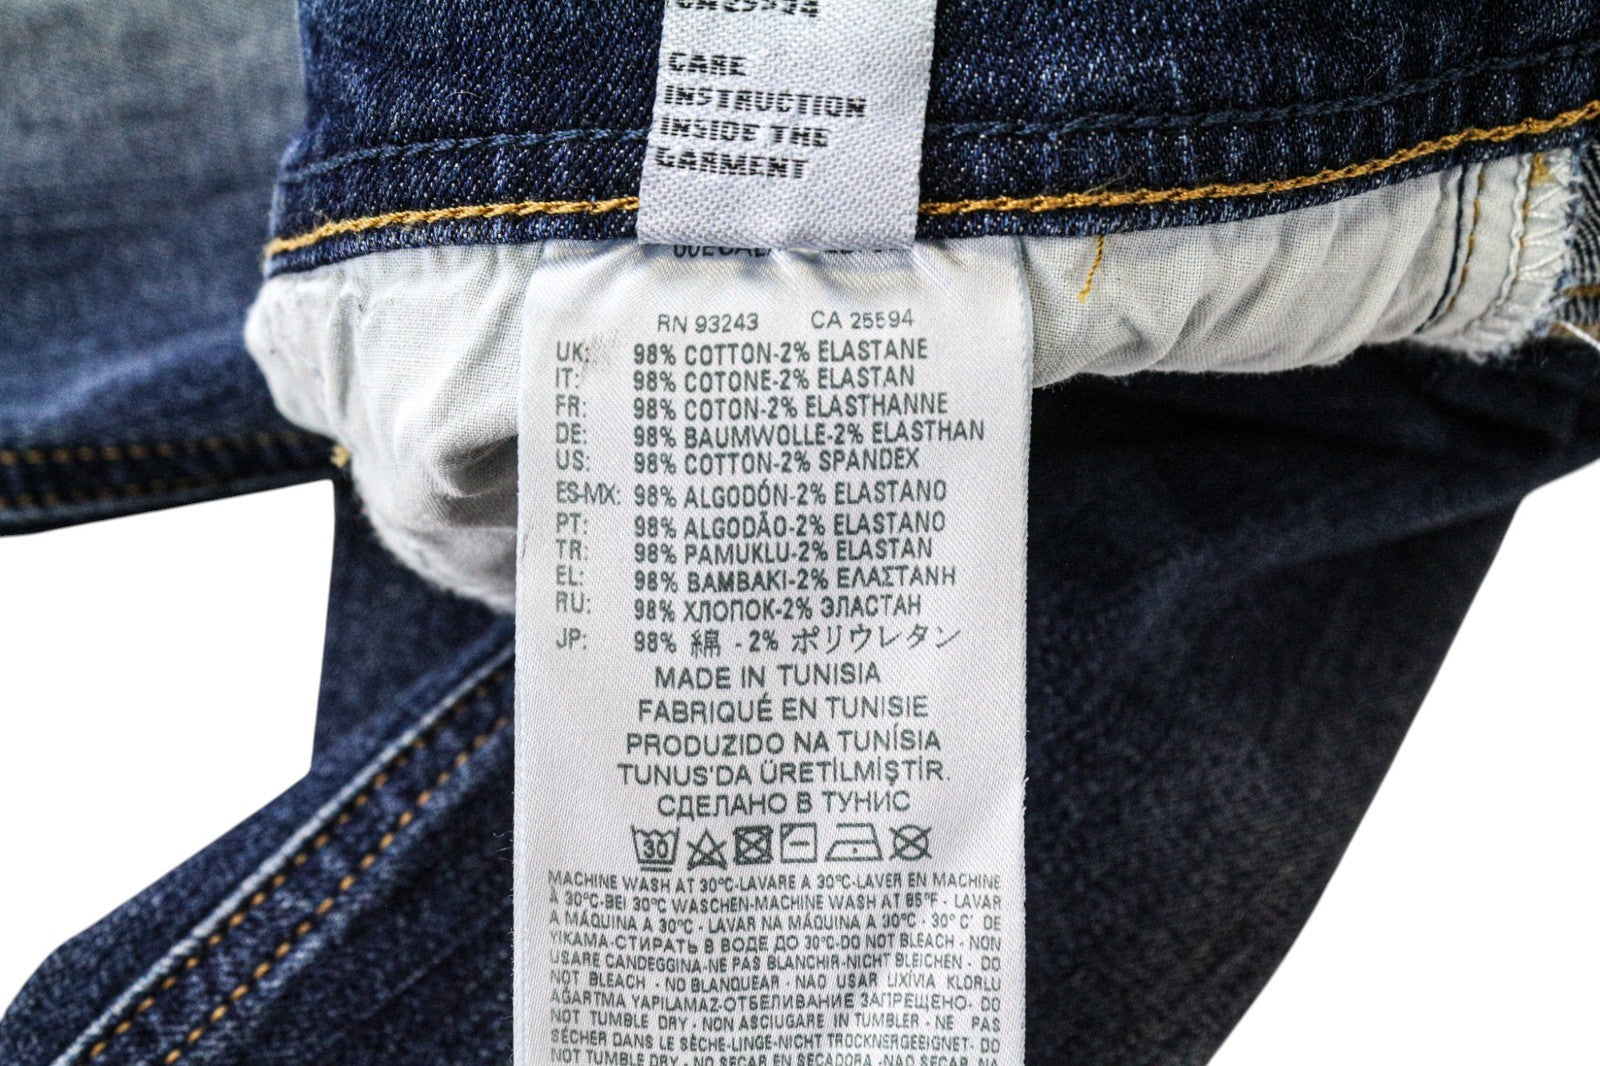 CARE
INSTRUCTION
INSIDE THE
GARMENT
RN 93243 CA 25594
UK: 98% COTTON-2% ELASTANE
IT: 98% COTONE-2% ELASTAN
FR: 98% COTON-2% ELASTHANNE
DE: 98% BAUMWOLLE-2% ELASTHAN
US: 98% COTTON-2% SPANDEX
ES-MX: 98% ALGODÓN-2% ELASTANO
PT: 98% ALGODÃO-2% ELASTANO
TR: 98% PAMUKLU-2% ELASTAN
EL: 98% ΒΑΜΒΑΚΙ-2% ΕΛΑΣΤΑΝΗ
RU: 98% ХЛОПОК-2% ЭЛАСТАН
JP: 98% 綿 - 2% ポリウレタン
MADE IN TUNISIA
FABRIQUÉ EN TUNISIE
PRODUZIDO NA TUNÍSIA
TUNUS'DA ÜRETİLMİŞTİR.
СДЕЛАНО В ТУНИС
30
MACHINE WASH AT 30°C-LAVARE A 30°C-LAVER EN MACHINE
À 30°C-BEI 30°C WASCHEN-MACHINE WASH AT 85°F - LAVAR
A MÁQUINA A 30°C - LAVAR NA MÁQUINA A 30°C - 30° C' DE
YIKAMA-СТИРАТЬ В ВОДЕ ДО 30°C-DO NOT BLEACH - NON
USARE CANDEGGINA-NE PAS BLANCHIR-NICHT BLEICHEN - DO
NOT BLEACH - NO BLANQUEAR - NAO USAR LIXÍVIA KLORLU
AĞARTMA YAPILAMAZ-ОТБЕЛИВАНИЕ ЗАПРЕЩЕНО- DO
NOT TUMBLE DRY - NON ASCIUGARE IN TUMBLER - NE PAS
SÉCHER DANS LE SÈCHE-LINGE-NICHT TROCKNERGEEIGNET- DO
NOT TUMBLE DRY - NO SECAR EN SECADORA -NAO SECAR NA